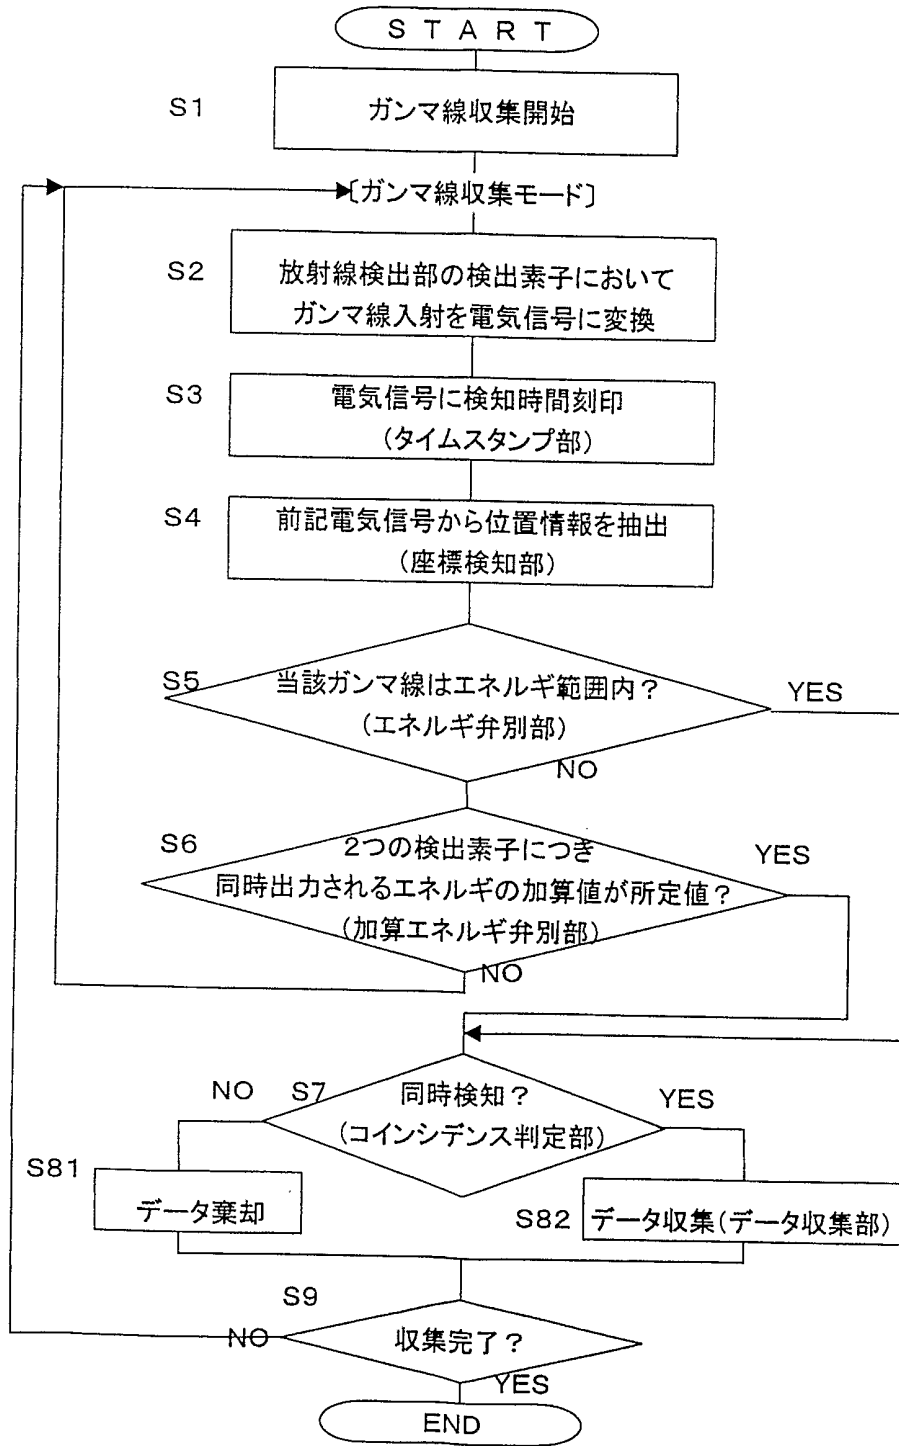 START
S1
ガンマ線収集開始
〔ガンマ線収集モード〕
S2
放射線検出部の検出素子において
ガンマ線入射を電気信号に変換
S3
電気信号に検知時間刻印
(タイムスタンプ部)
S4
前記電気信号から位置情報を抽出
(座標検知部)
S5
当該ガンマ線はエネルギ範囲内?
(エネルギ弁別部)
YES
NO
S6
2つの検出素子につき
同時出力されるエネルギの加算値が所定値?
(加算エネルギ弁別部)
YES
NO
S7
同時検知?
(コインシデンス判定部)
NO
YES
S81
データ棄却
S82
データ収集(データ収集部)
S9
収集完了?
NO
YES
END